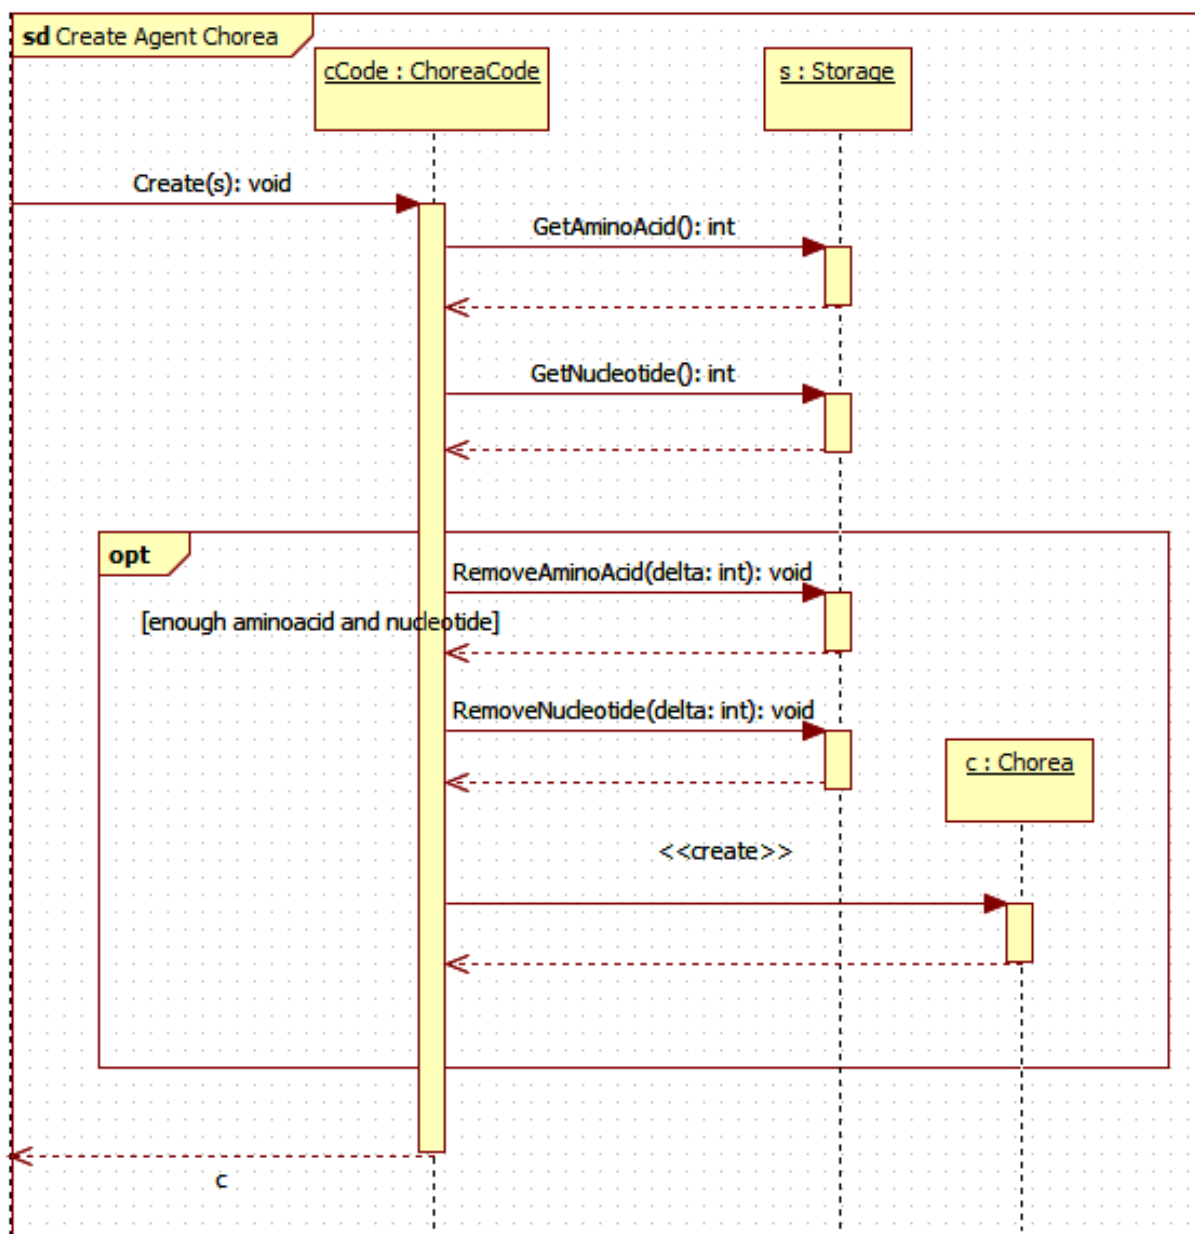 sd Create Agent Chorea
cCode : ChoreaCode
s : Storage
Create(s): void
GetAminoAcid(): int
GetNucleotide(): int
opt
RemoveAminoAcid(delta: int): void
[enough aminoacid and nucleotide]
RemoveNucleotide(delta: int): void
c : Chorea
<<create>>
c